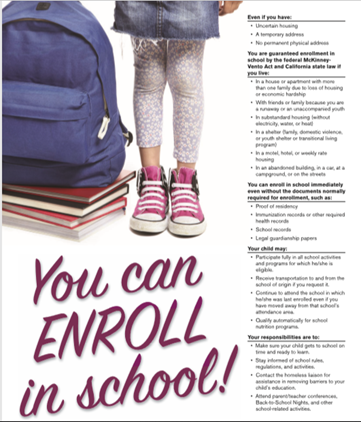 Even if you have:
• Uncertain housing
• A temporary address
• No permanent physical address
You are guaranteed enrollment in
school by the federal McKinney-
Vento Act and California state law if
you live:
• In a house or apartment with more
than one family due to loss of housing
or economic hardship
• With friends or family because you are
a runaway or an unaccompanied youth
• In substandard housing (without
electricity, water, or heat)
• In a shelter (family, domestic violence,
or youth shelter or transitional living
program)
• In a motel, hotel, or weekly rate
housing
• In an abandoned building, in a car, at a
campground, or on the streets
You can enroll in school immediately
even without the documents normally
required for enrollment, such as:
• Proof of residency
• Immunization records or other required
health records
• School records
• Legal guardianship papers
Your child may:
• Participate fully in all school activities
and programs for which he/she is
eligible.
• Receive transportation to and from the
school of origin if you request it.
• Continue to attend the school in which
he/she was last enrolled even if you
have moved away from that school's
attendance area.
• Qualify automatically for school
nutrition programs.
Your responsibilities are to:
• Make sure your child gets to school on
time and ready to learn.
• Stay informed of school rules,
regulations, and activities.
• Contact the homeless liaison for
assistance in removing barriers to your
child's education.
• Attend parent/teacher conferences,
Back-to-School Nights, and other
school-related activities.
You can
ENROLL
in school!